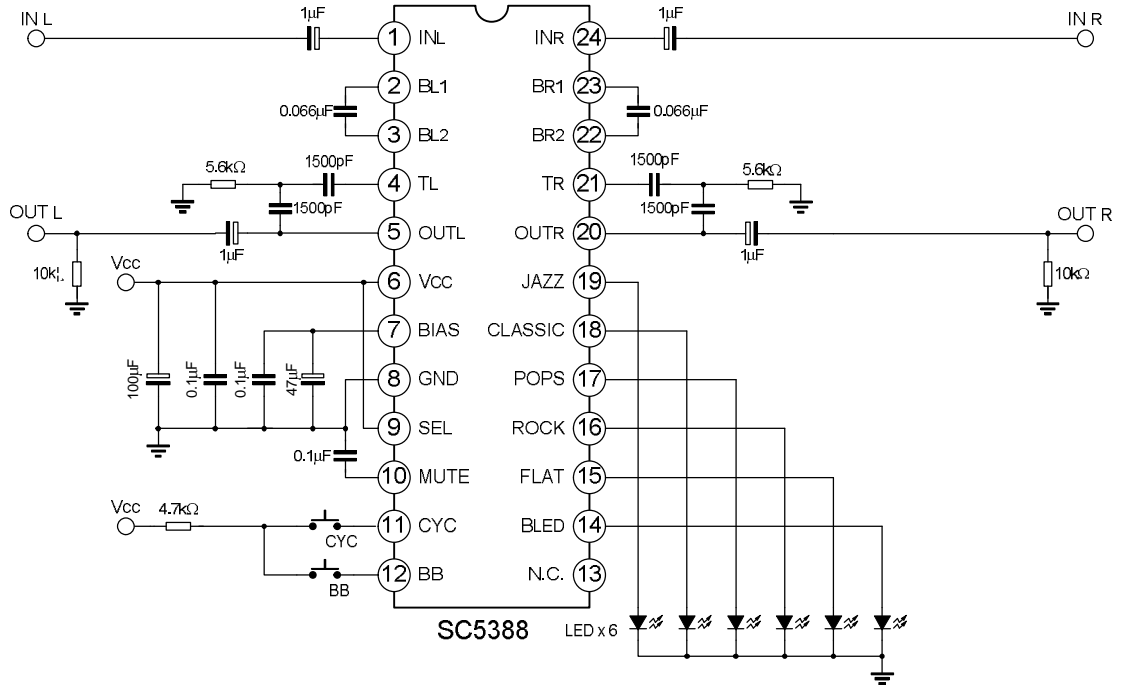 IN L
1µF
1
INL
INR
24
1µF
IN R
2
BL1
BR1
23
0.066µF
0.066µF
3
BL2
BR2
22
5.6kΩ
1500pF
4
TL
TR
21
1500pF
5.6kΩ
1500pF
1500pF
OUT L
1µF
5
OUTL
OUTR
20
1µF
OUT R
10k
10kΩ
Vcc
6
Vcc
JAZZ
19
7
BIAS
CLASSIC
18
100µF
0.1µF
0.1µF
47µF
8
GND
POPS
17
9
SEL
ROCK
16
0.1µF
10
MUTE
FLAT
15
Vcc
4.7kΩ
CYC
11
CYC
BLED
14
BB
12
BB
N.C.
13
SC5388
LED x 6